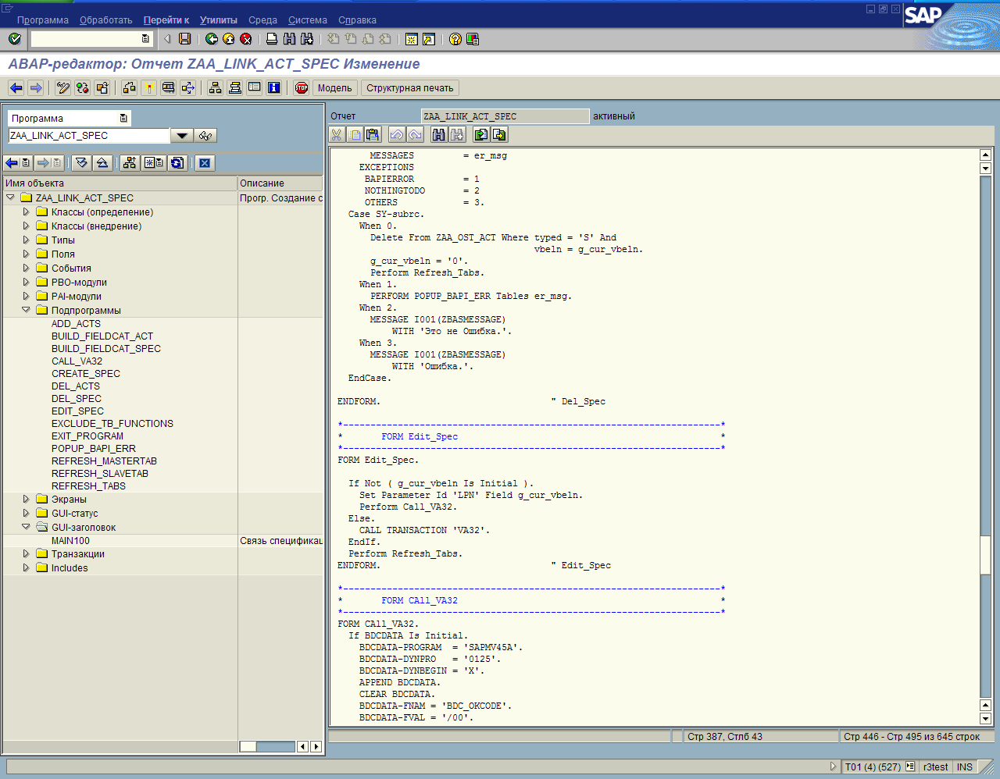 Программа Обработать Перейти к Утилиты Среда Система Справка
SAP
ABAP-редактор: Отчет ZAA_LINK_ACT_SPEC Изменение
Модель Структурная печать
Программа
ZAA_LINK_ACT_SPEC
Имя объекта Описание
ZAA_LINK_ACT_SPEC Прогр. Создание с
Классы (определение)
Классы (внедрение)
Типы
Поля
События
PBO-модули
PAI-модули
Подпрограммы
ADD_ACTS
BUILD_FIELDCAT_ACT
BUILD_FIELDCAT_SPEC
CALL_VA32
CREATE_SPEC
DEL_ACTS
DEL_SPEC
EDIT_SPEC
EXCLUDE_TB_FUNCTIONS
EXIT_PROGRAM
POPUP_BAPI_ERR
REFRESH_MASTERTAB
REFRESH_SLAVETAB
REFRESH_TABS
Экраны
GUI-статус
GUI-заголовок
MAIN100 Связь спецификац
Транзакции
Includes
Отчет ZAA_LINK_ACT_SPEC активный
MESSAGES = er_msg
EXCEPTIONS
BAPIERROR = 1
NOTHINGTODO = 2
OTHERS = 3.
Case SY-subrc.
When 0.
Delete From ZAA_OST_ACT Where typed = 'S' And
vbeln = g_cur_vbeln.
g_cur_vbeln = '0'.
Perform Refresh_Tabs.
When 1.
PERFORM POPUP_BAPI_ERR Tables er_msg.
When 2.
MESSAGE I001(ZBASMESSAGE)
WITH 'Это не Ошибка.'.
When 3.
MESSAGE I001(ZBASMESSAGE)
WITH 'Ошибка.'.
EndCase.
ENDFORM. " Del_Spec
*---------------------------------------------------------------------*
* FORM Edit_Spec *
*---------------------------------------------------------------------*
FORM Edit_Spec.
If Not ( g_cur_vbeln Is Initial ).
Set Parameter Id 'LPN' Field g_cur_vbeln.
Perform Call_VA32.
Else.
CALL TRANSACTION 'VA32'.
EndIf.
Perform Refresh_Tabs.
ENDFORM. " Edit_Spec
*---------------------------------------------------------------------*
* FORM CAll_VA32 *
*---------------------------------------------------------------------*
FORM CAll_VA32.
If BDCDATA Is Initial.
BDCDATA-PROGRAM = 'SAPMV45A'.
BDCDATA-DYNPRO = '0125'.
BDCDATA-DYNBEGIN = 'X'.
APPEND BDCDATA.
CLEAR BDCDATA.
BDCDATA-FNAM = 'BDC_OKCODE'.
BDCDATA-FVAL = '/00'.
Стр 387, Стлб 43 Стр 446 - Стр 495 из 645 строк
T01 (4) (527) r3test INS